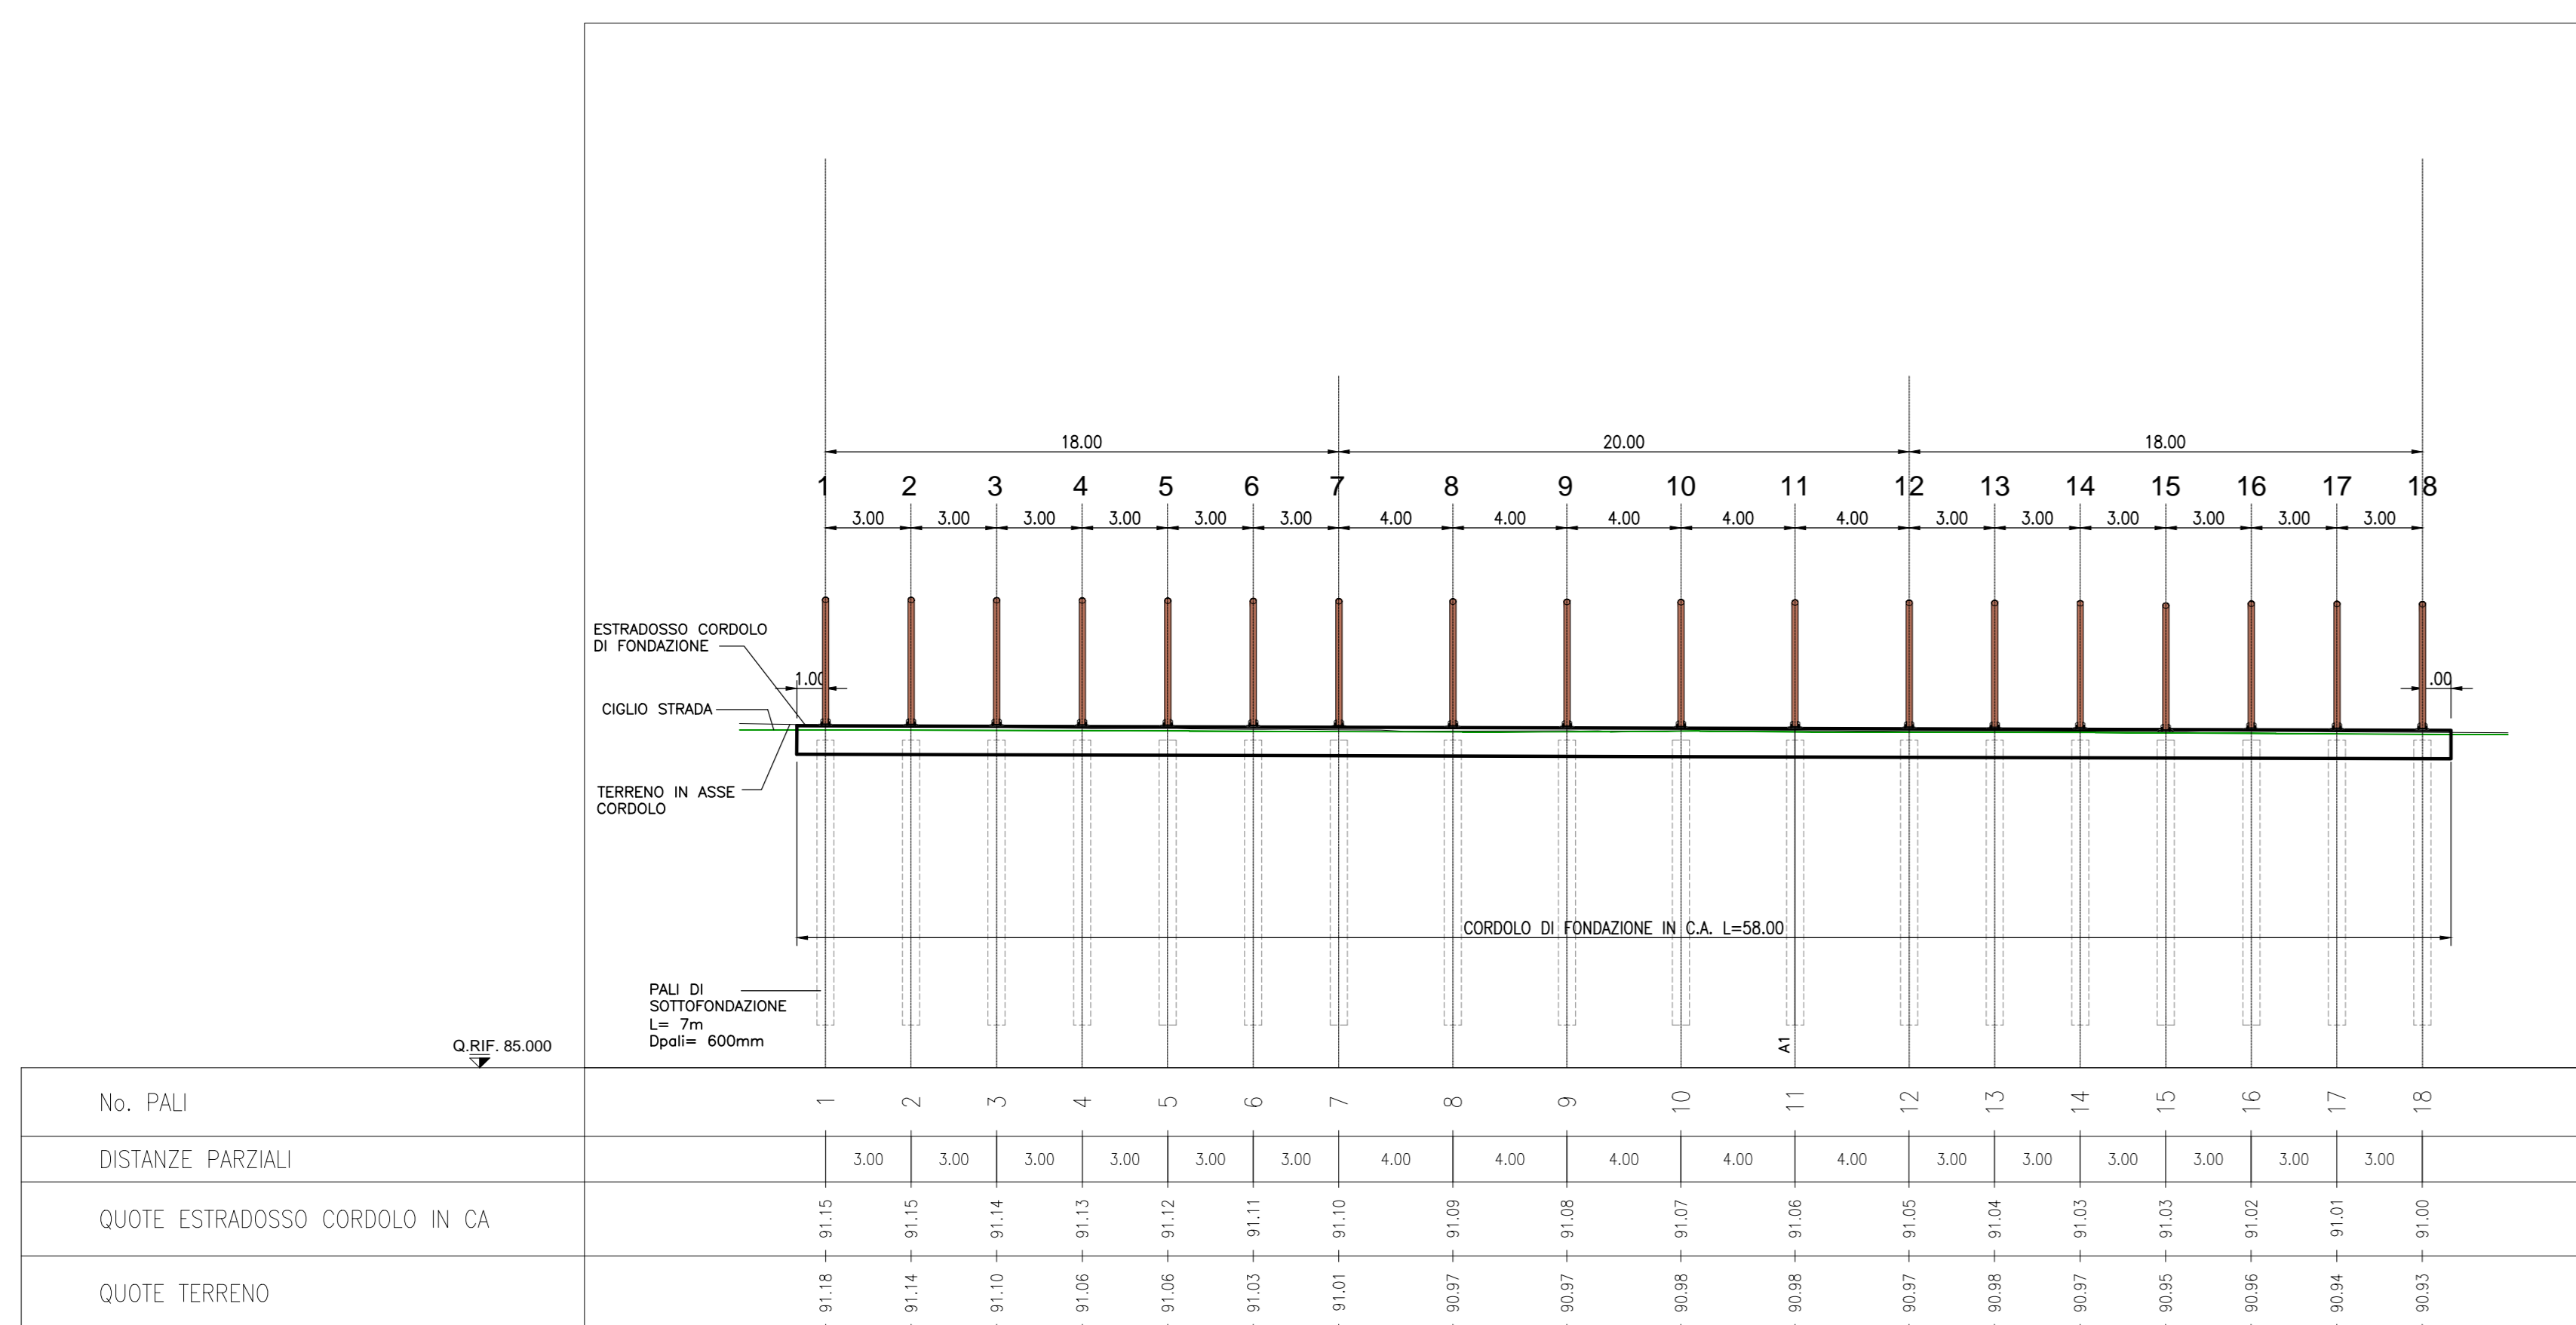 18.00 20.00 18.00
1 2 3 4 5 6 7 8 9 10 11 12 13 14 15 16 17 18
3.00 3.00 3.00 3.00 3.00 3.00 4.00 4.00 4.00 4.00 4.00 3.00 3.00 3.00 3.00 3.00 3.00
ESTRADOSSO CORDOLO
DI FONDAZIONE
1.00 .00
CIGLIO STRADA
TERRENO IN ASSE
CORDOLO
CORDOLO DI FONDAZIONE IN C.A. L=58.00
PALI DI
SOTTOFONDAZIONE
L= 7m
Dpali= 600mm
A1
Q.RIF. 85.000
No. PALI 1 2 3 4 5 6 7 8 9 10 11 12 13 14 15 16 17 18
DISTANZE PARZIALI 3.00 3.00 3.00 3.00 3.00 3.00 4.00 4.00 4.00 4.00 4.00 3.00 3.00 3.00 3.00 3.00 3.00
QUOTE ESTRADOSSO CORDOLO IN CA 91.15 91.15 91.14 91.13 91.12 91.11 91.10 91.09 91.08 91.07 91.06 91.05 91.04 91.03 91.03 91.02 91.01 91.00
QUOTE TERRENO 91.18 91.14 91.10 91.06 91.06 91.03 91.01 90.97 90.97 90.98 90.98 90.97 90.98 90.97 90.95 90.96 90.94 90.93